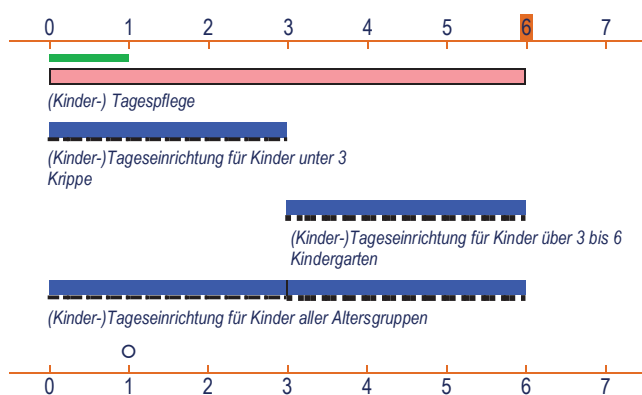 0 1 2 3 4 5 6 7
(Kinder-) Tagespflege
(Kinder-)Tageseinrichtung für Kinder unter 3
Krippe
(Kinder-)Tageseinrichtung für Kinder über 3 bis 6
Kindergarten
(Kinder-)Tageseinrichtung für Kinder aller Altersgruppen
0 1 2 3 4 5 6 7